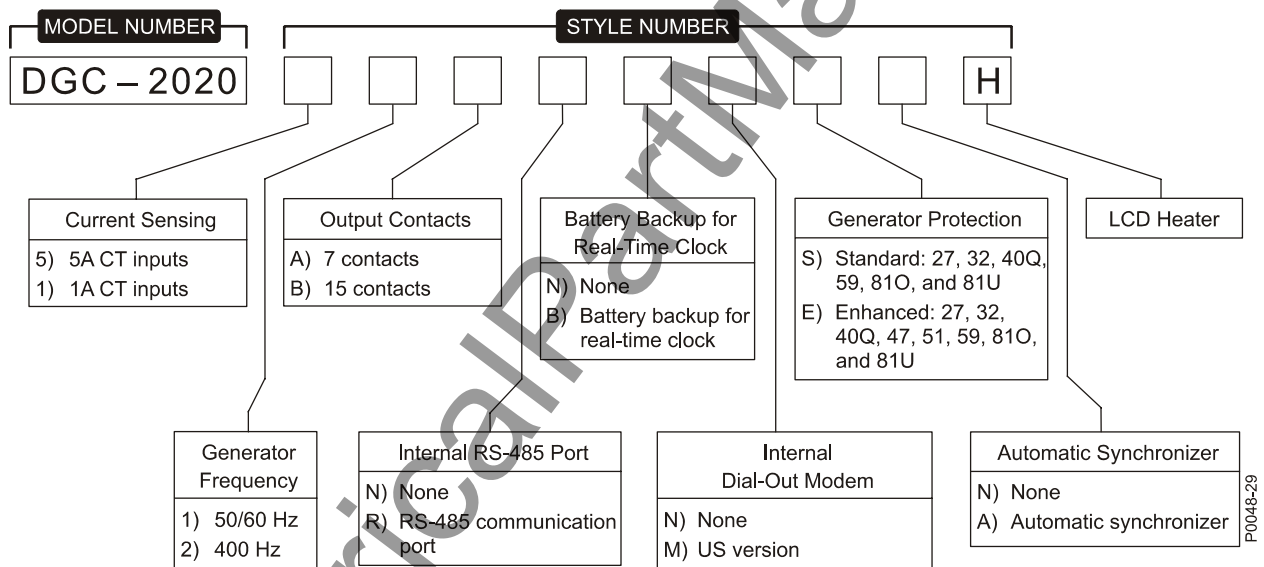 MODEL NUMBER
STYLE NUMBER
DGC – 2020
H
Current Sensing
5) 5A CT inputs
1) 1A CT inputs
Output Contacts
A) 7 contacts
B) 15 contacts
Battery Backup for
Real-Time Clock
N) None
B) Battery backup for
real-time clock
Generator Protection
S) Standard: 27, 32, 40Q,
59, 81O, and 81U
E) Enhanced: 27, 32,
40Q, 47, 51, 59, 81O,
and 81U
LCD Heater
Generator
Frequency
1) 50/60 Hz
2) 400 Hz
Internal RS-485 Port
N) None
R) RS-485 communication
port
Internal
Dial-Out Modem
N) None
M) US version
Automatic Synchronizer
N) None
A) Automatic synchronizer
P0048-29